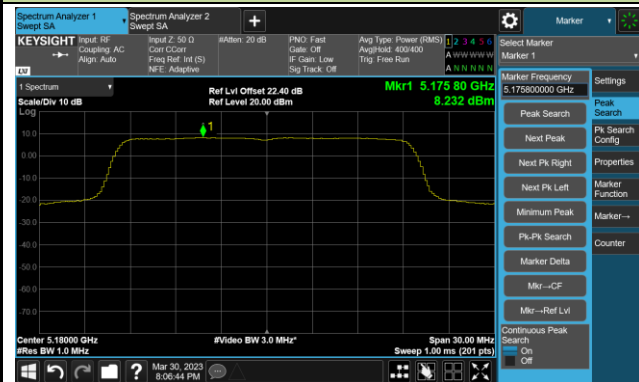 Spectrum Analyzer 1
Swept SA
Spectrum Analyzer 2
Swept SA
+
Marker
KEYSIGHT
Input: RF
Coupling: AC
Align: Auto
Input Z: 50 Ω
Corr CCorr
Freq Ref: Int (S)
NFE: Adaptive
#Atten: 20 dB
PNO: Fast
Gate: Off
IF Gain: Low
Sig Track: Off
Avg Type: Power (RMS)
Avg|Hold: 400/400
Trig: Free Run
1 2 3 4 5 6
A W W W W W
A N N N N N
LXI
Select Marker
Marker 1
1 Spectrum
Scale/Div 10 dB
Log
Ref Lvl Offset 22.40 dB
Ref Level 20.00 dBm
Mkr1 5.175 80 GHz
8.232 dBm
1
10.0
0.00
-10.0
-20.0
-30.0
-40.0
-50.0
-60.0
-70.0
Center 5.18000 GHz
#Res BW 1.0 MHz
#Video BW 3.0 MHz*
Span 30.00 MHz
Sweep 1.00 ms (201 pts)
Marker Frequency
5.175800000 GHz
Peak Search
Next Peak
Next Pk Right
Next Pk Left
Minimum Peak
Pk-Pk Search
Marker Delta
Mkr→CF
Mkr→Ref Lvl
Continuous Peak
Search
On
Off
Settings
Peak
Search
Pk Search
Config
Properties
Marker
Function
Marker→
Counter
?
Mar 30, 2023
8:06:44 PM